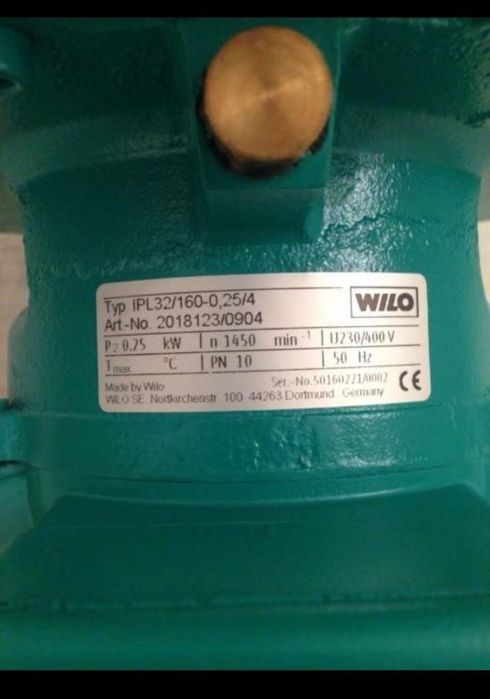 Typ IPL32/160-0,25/4
WILO
Art.-No. 2018123/0904
P2 0,25 kW n 1450 min-1 U230/400 V
Tmax °C PN 10 50 Hz
Made by Wilo Ser.-No.50160221/0002 CE
WILO SE Nortkirchenstr 100 44263 Dortmund Germany